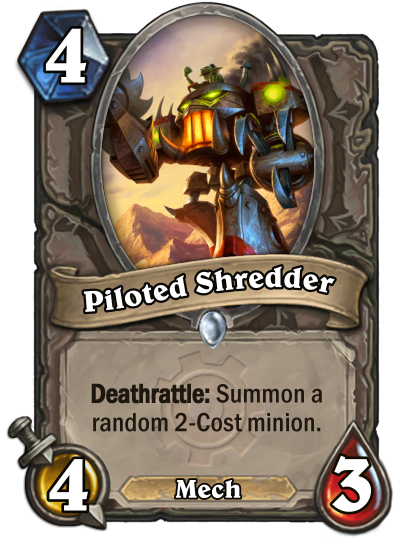 4
Piloted Shredder
Deathrattle: Summon a
random 2-Cost minion.
4
Mech
3